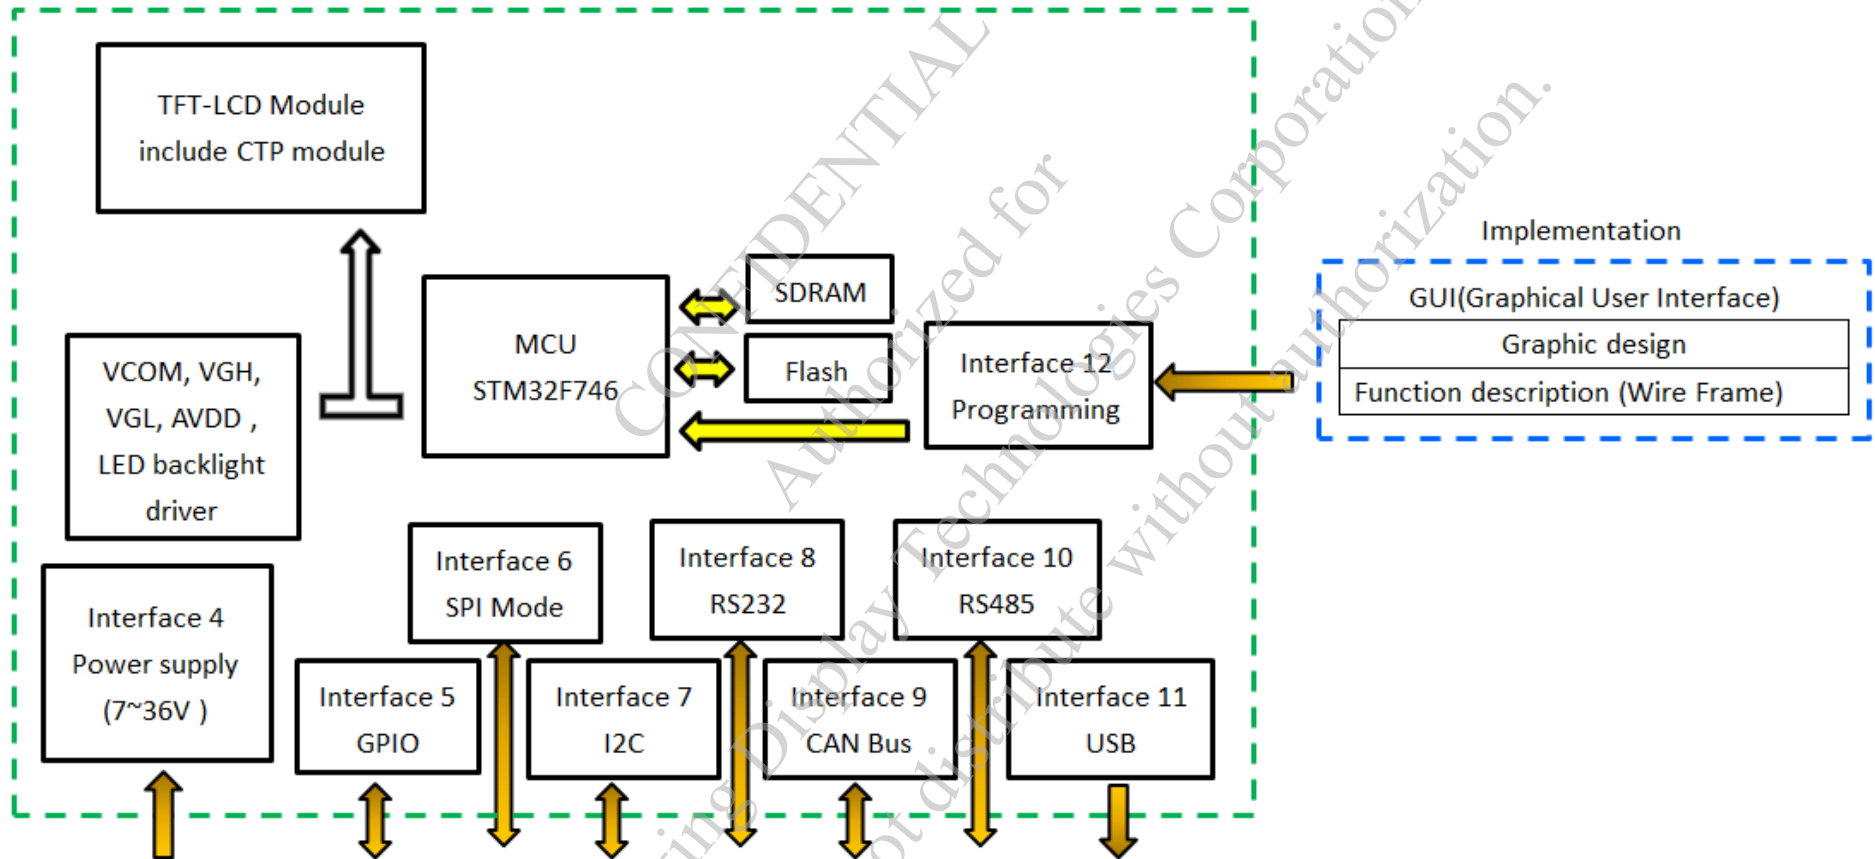 TFT-LCD Module
include CTP module
VCOM, VGH,
VGL, AVDD ,
LED backlight
driver
MCU
STM32F746
SDRAM
Flash
Interface 12
Programming
Implementation
GUI(Graphical User Interface)
Graphic design
Function description (Wire Frame)
Interface 4
Power supply
(7~36V )
Interface 5
GPIO
Interface 6
SPI Mode
Interface 7
I2C
Interface 8
RS232
Interface 9
CAN Bus
Interface 10
RS485
Interface 11
USB
CONFIDENTIAL
Authorized for
Display Technologies Corporation
distribute without authorization.